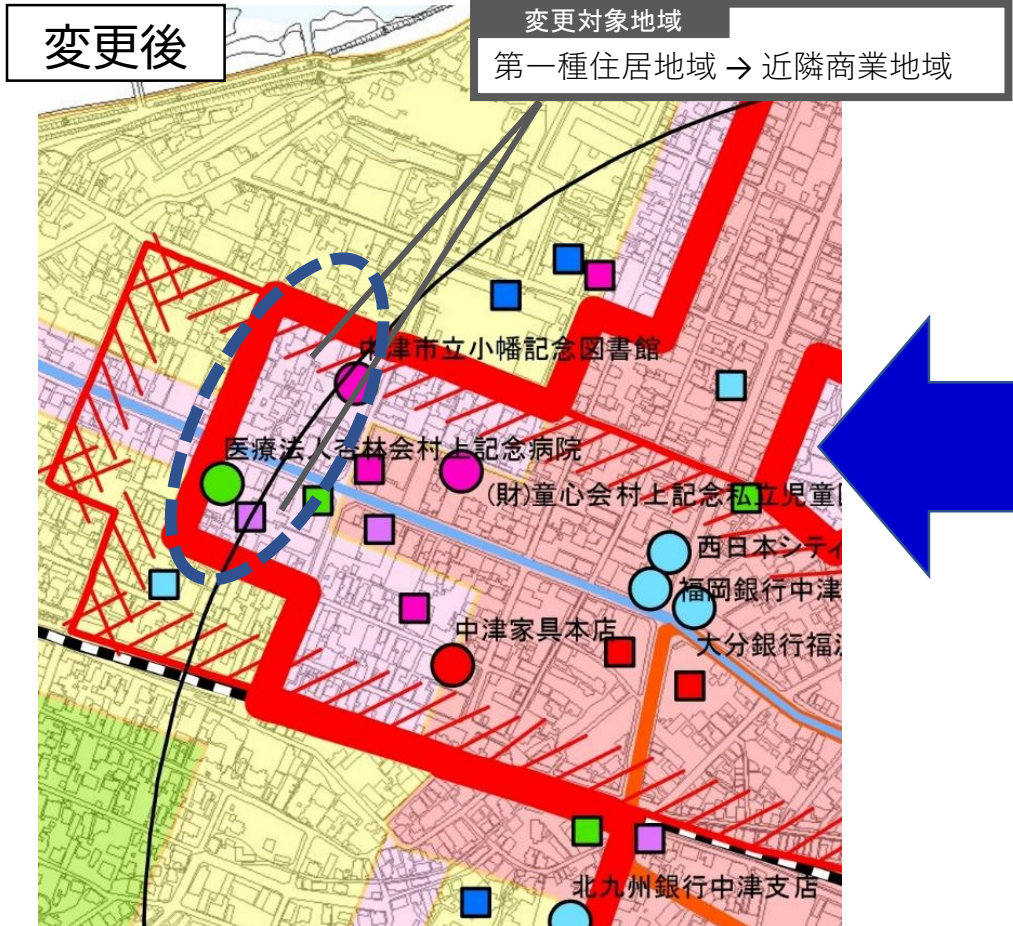 変更後
変更対象地域
第一種住居地域 → 近隣商業地域
中津市立小幡記念図書館
医療法人杏林会村上記念病院
(財)童心会村上記念私立児童
西日本シティ
福岡銀行中津
中津家具本店
大分銀行福
北九州銀行中津支店